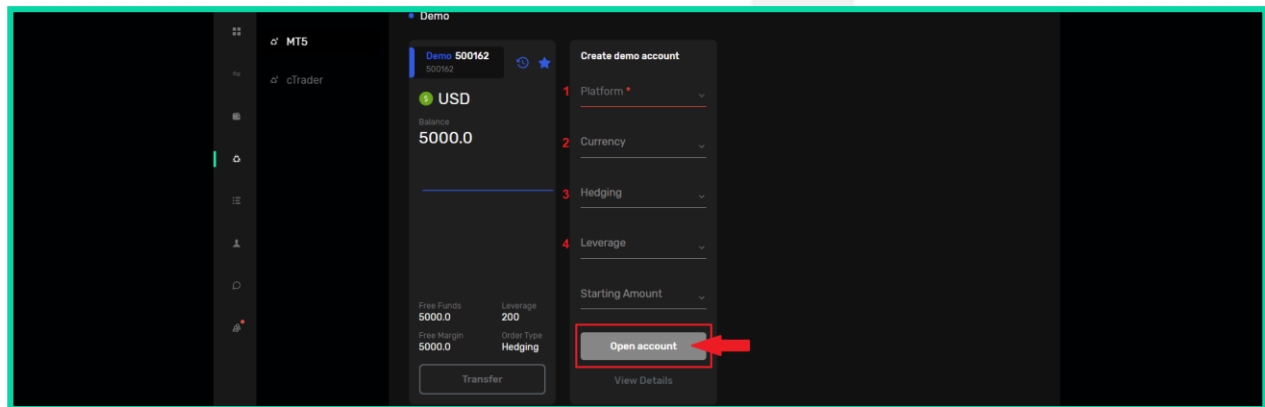 Demo
MT5
cTrader
Demo 500162
500162
USD
Balance
5000.0
Free Funds
5000.0
Leverage
200
Free Margin
5000.0
Order Type
Hedging
Transfer
Create demo account
1 Platform *
2 Currency
3 Hedging
4 Leverage
Starting Amount
Open account
View Details